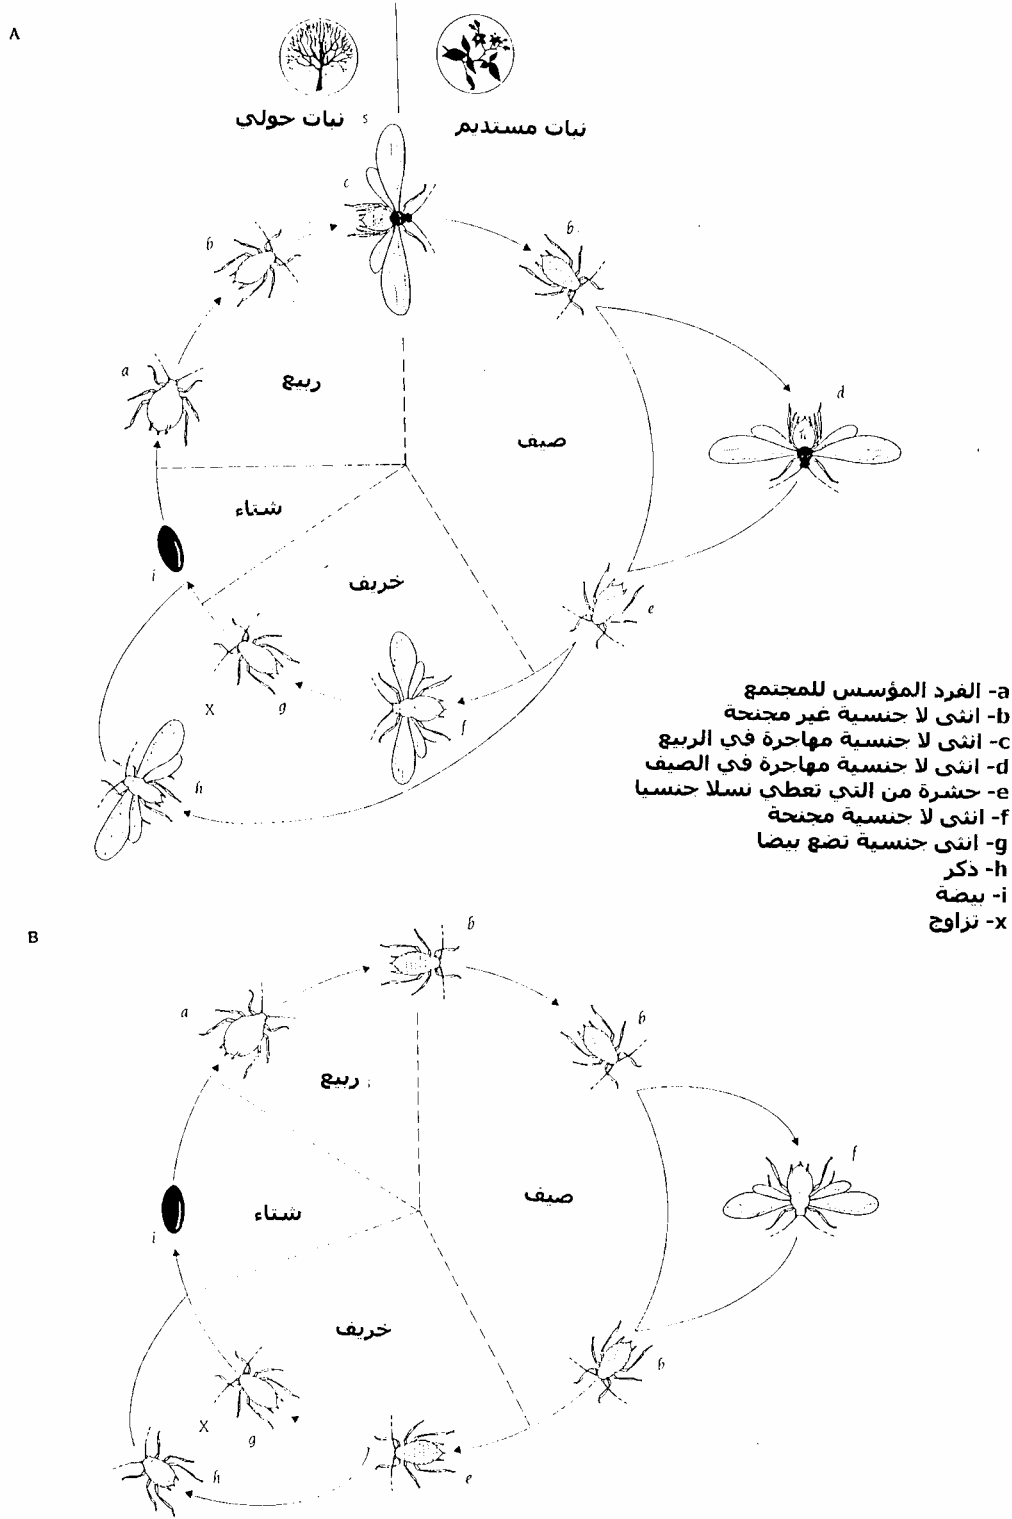 A
نبات حولي
s
نبات مستديم
c
b
b
a
ربيع
d
صيف
شتاء
i
خريف
e
X
g
f
h
a- الفرد المؤسس للمجتمع
b- انثى لا جنسية غير مجنحة
c- انثى لا جنسية مهاجرة في الربيع
d- انثى لا جنسية مهاجرة في الصيف
e- حشرة من التي تعطي نسلا جنسيا
f- انثى لا جنسية مجنحة
g- انثى جنسية تضع بيضا
h- ذكر
i- بيضة
x- تزاوج
B
b
a
b
ربيع
f
صيف
شتاء
i
خريف
b
X
g
h
e